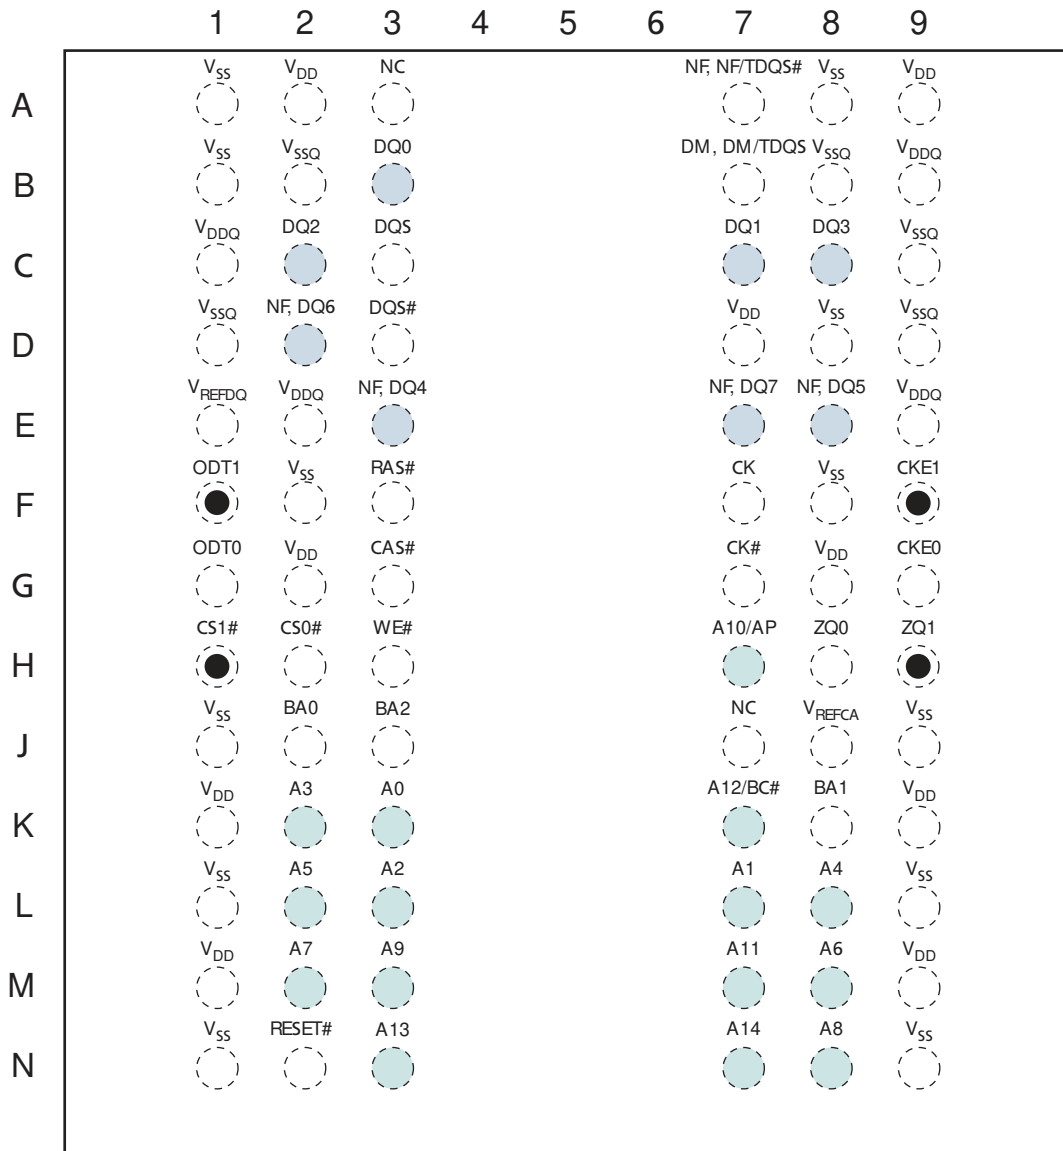 1 2 3 4 5 6 7 8 9
VSS VDD NC NF, NF/TDQS# VSS VDD
A
VSS VSSQ DQ0 DM, DM/TDQS VSSQ VDDQ
B
VDDQ DQ2 DQS DQ1 DQ3 VSSQ
C
VSSQ NF, DQ6 DQS# VDD VSS VSSQ
D
VREFDQ VDDQ NF, DQ4 NF, DQ7 NF, DQ5 VDDQ
E
ODT1 VSS RAS# CK VSS CKE1
F
ODT0 VDD CAS# CK# VDD CKE0
G
CS1# CS0# WE# A10/AP ZQ0 ZQ1
H
VSS BA0 BA2 NC VREFCA VSS
J
VDD A3 A0 A12/BC# BA1 VDD
K
VSS A5 A2 A1 A4 VSS
L
VDD A7 A9 A11 A6 VDD
M
VSS RESET# A13 A14 A8 VSS
N